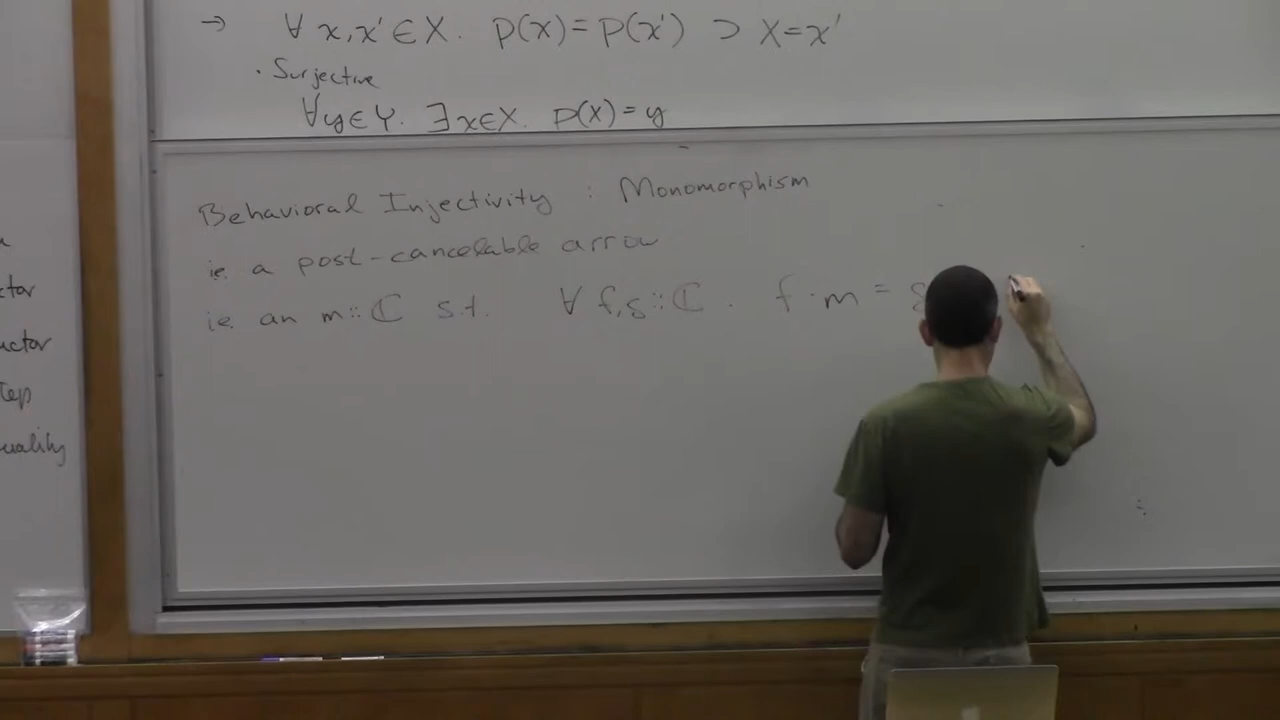 → ∀ x, x' ∈ X. p(x) = p(x') ⊃ x = x'
· Surjective
∀y∈Y. ∃x∈X. p(x) = y
Behavioral Injectivity : Monomorphism
ie a post-cancelable arrow
ie. an m::ℂ s.t. ∀ f,g::ℂ. f·m = g
ctor
uctor
tep
uality